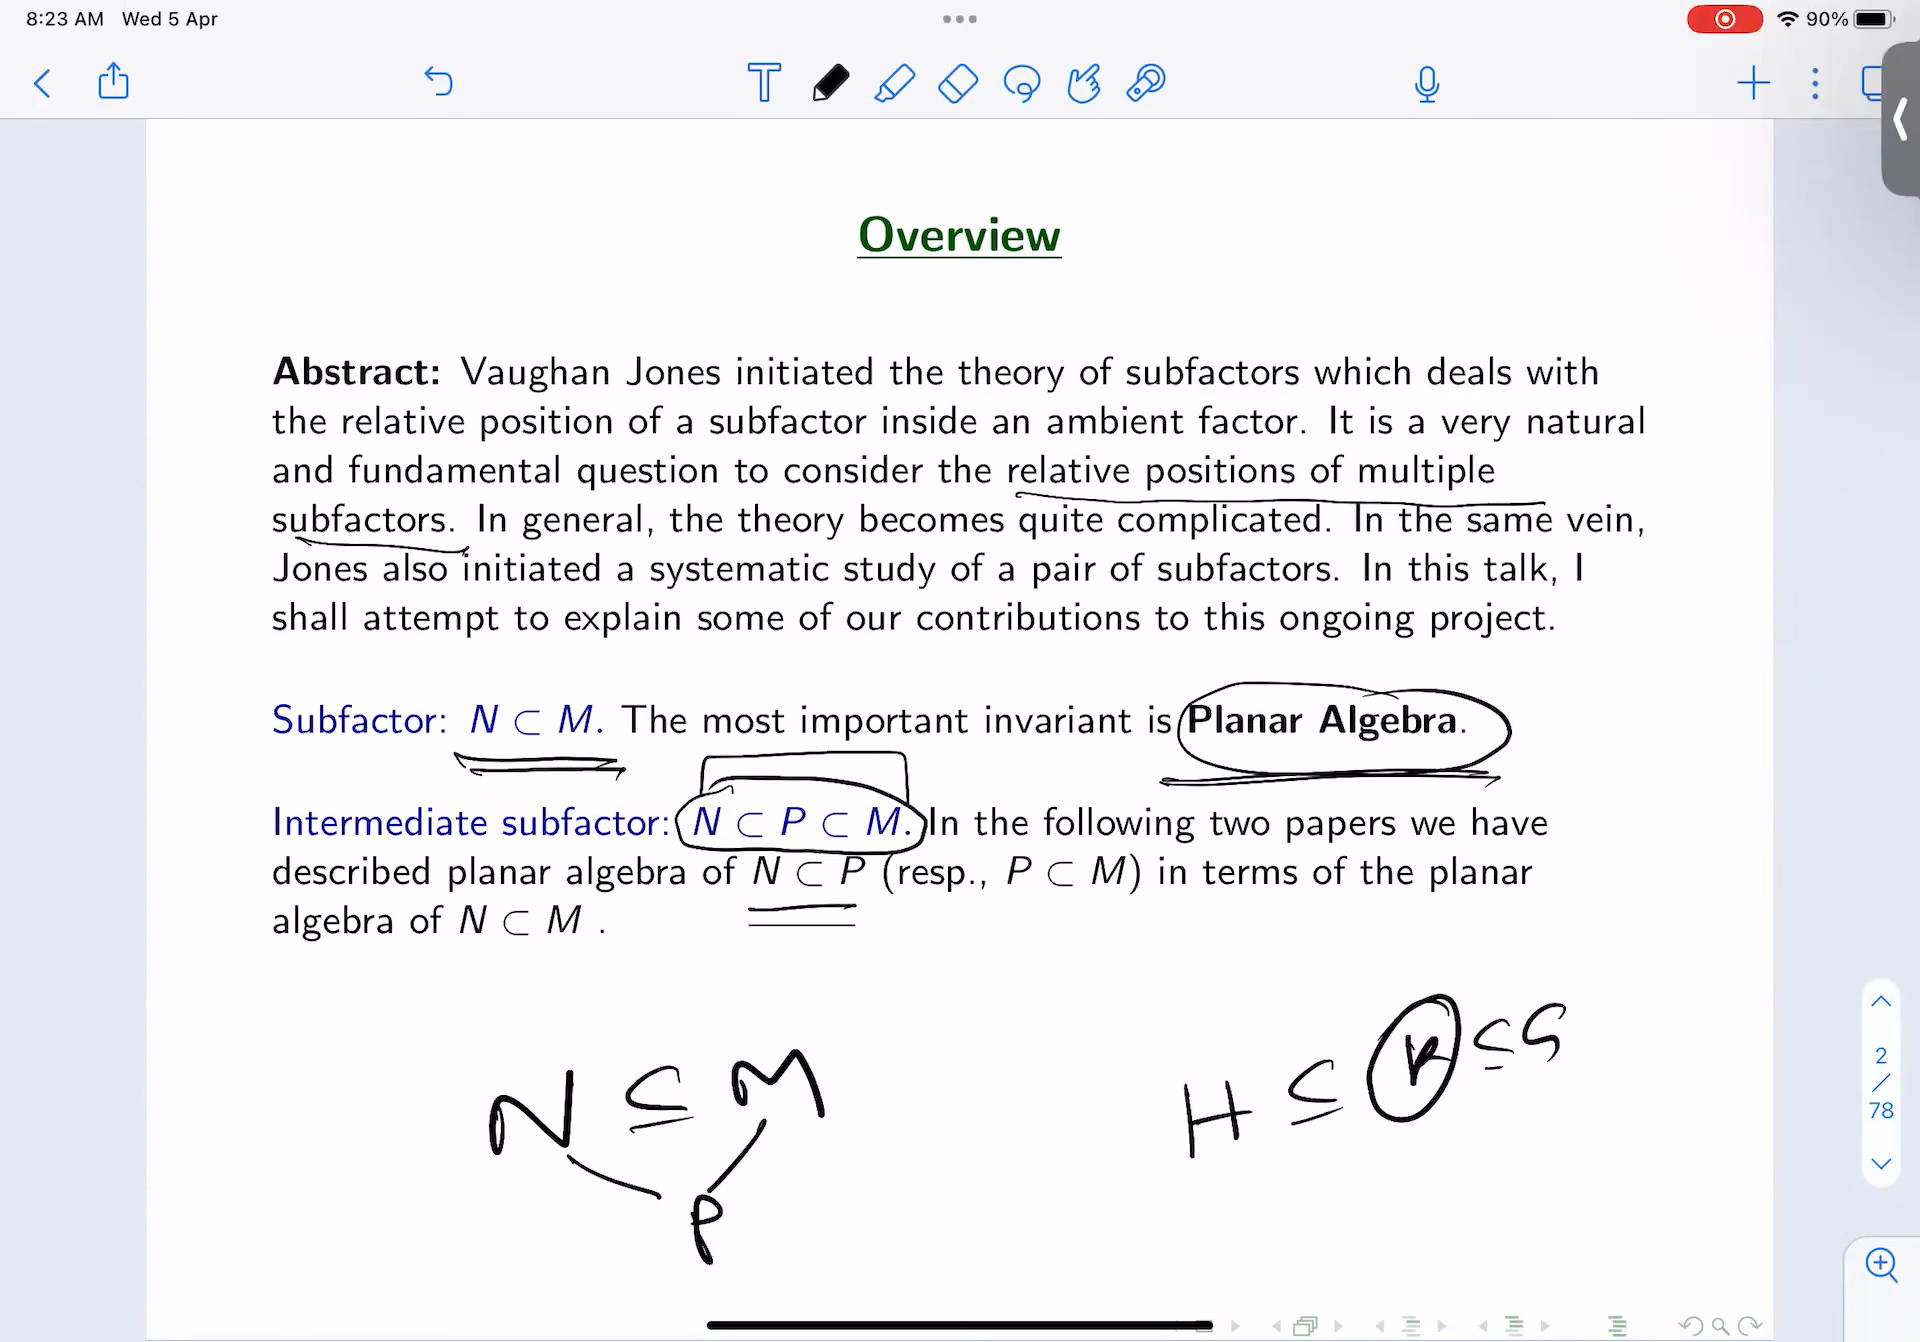 8:23 AM Wed 5 Apr
90%
Overview
Abstract: Vaughan Jones initiated the theory of subfactors which deals with
the relative position of a subfactor inside an ambient factor. It is a very natural
and fundamental question to consider the relative positions of multiple
subfactors. In general, the theory becomes quite complicated. In the same vein,
Jones also initiated a systematic study of a pair of subfactors. In this talk, I
shall attempt to explain some of our contributions to this ongoing project.
Subfactor: N ⊂ M. The most important invariant is Planar Algebra.
Intermediate subfactor: N ⊂ P ⊂ M. In the following two papers we have
described planar algebra of N ⊂ P (resp., P ⊂ M) in terms of the planar
algebra of N ⊂ M .
N ⊆ M
P
H ⊆ K ⊆ G
2
/
78